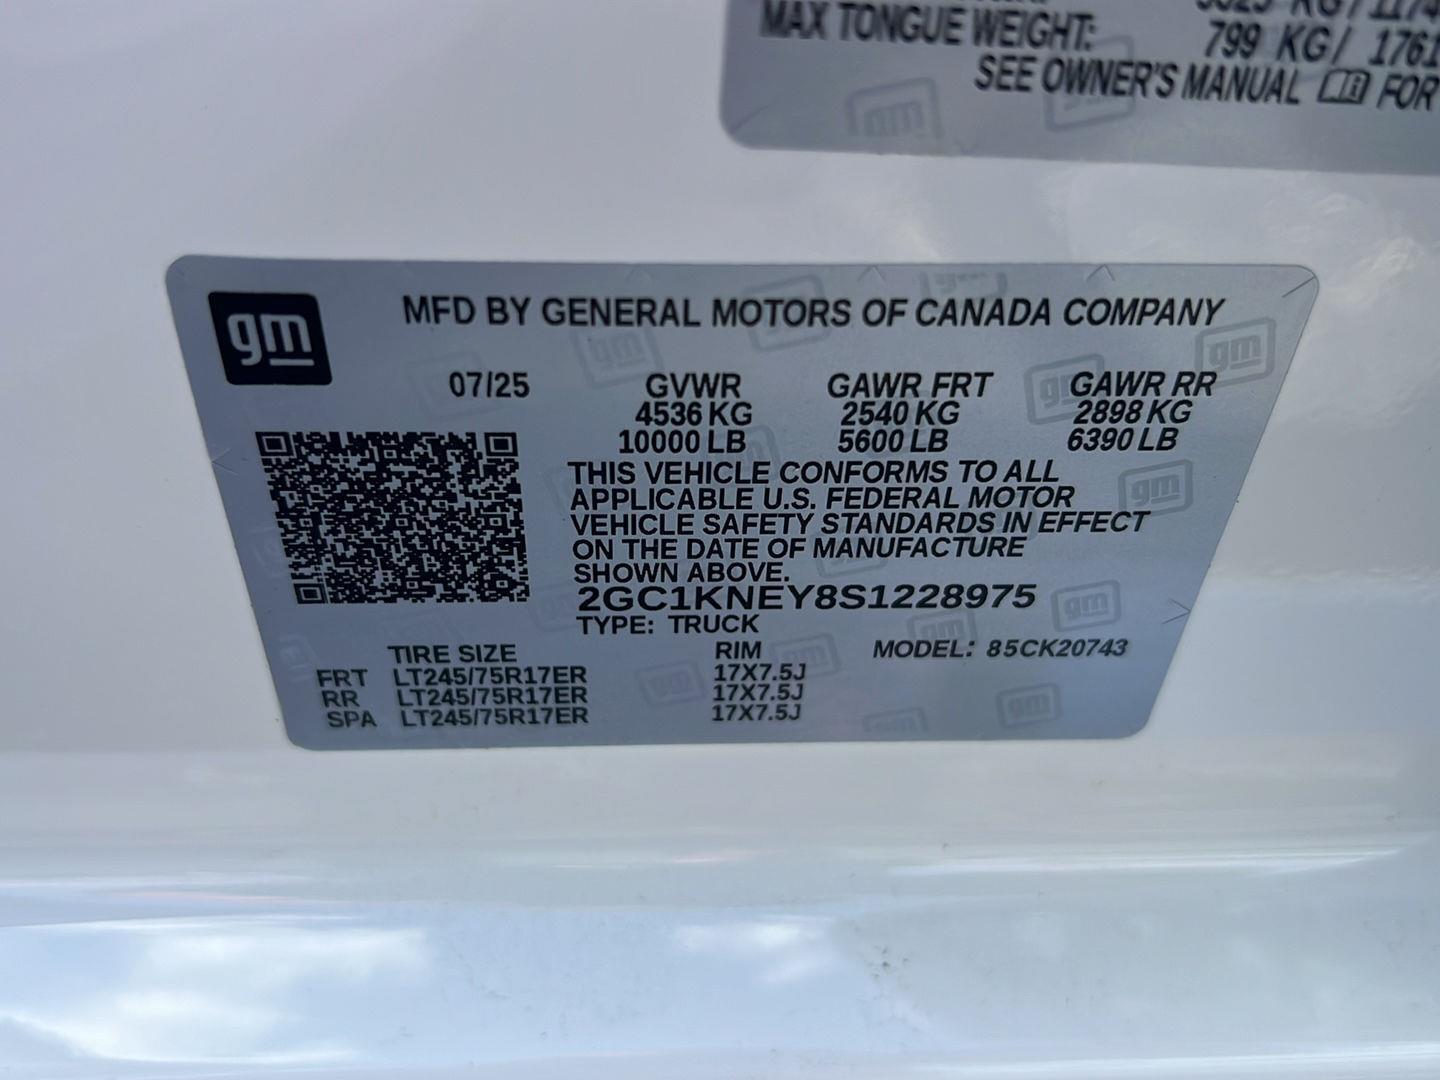 MAX TONGUE WEIGHT: 799 KG/ 1761
SEE OWNER'S MANUAL FOR
gm
MFD BY GENERAL MOTORS OF CANADA COMPANY
07/25 GVWR GAWR FRT GAWR RR
4536 KG 2540 KG 2898 KG
10000 LB 5600 LB 6390 LB
THIS VEHICLE CONFORMS TO ALL
APPLICABLE U.S. FEDERAL MOTOR
VEHICLE SAFETY STANDARDS IN EFFECT
ON THE DATE OF MANUFACTURE
SHOWN ABOVE.
2GC1KNEY8S1228975
TYPE: TRUCK
TIRE SIZE RIM MODEL: 85CK20743
FRT LT245/75R17ER 17X7.5J
RR LT245/75R17ER 17X7.5J
SPA LT245/75R17ER 17X7.5J